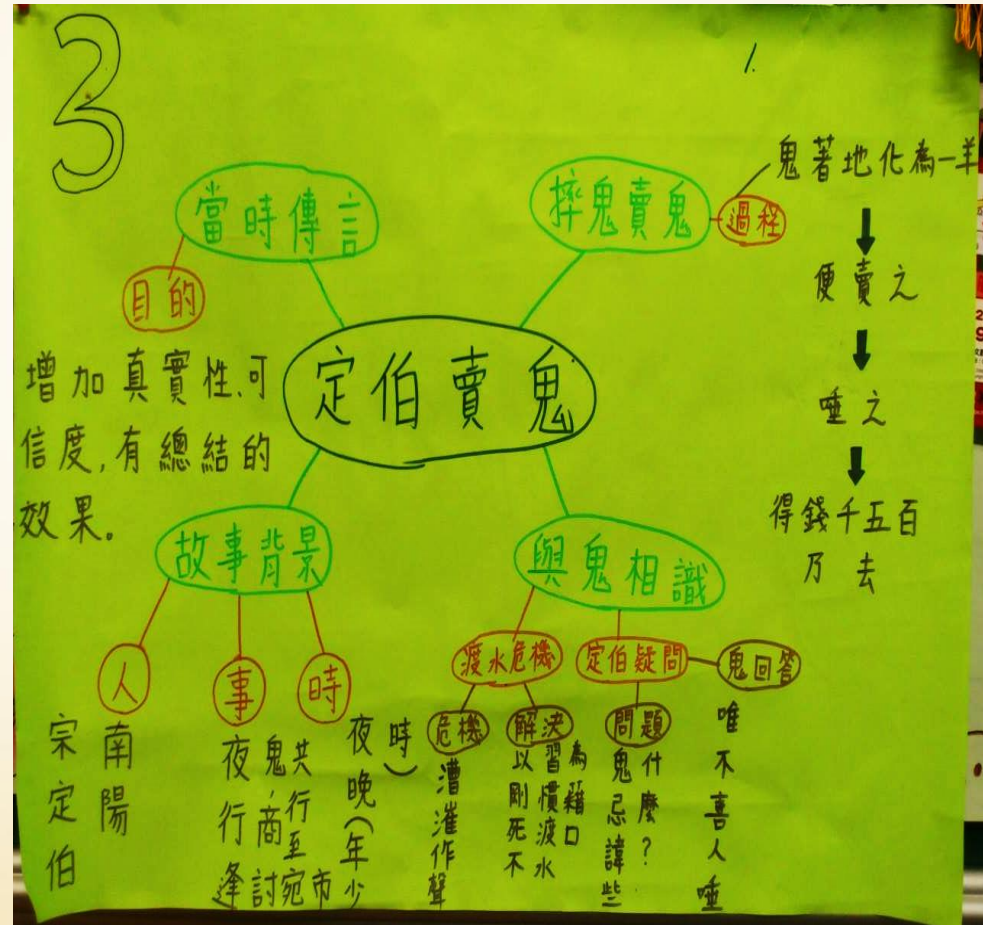 3
1.
當時傳言
目的
增加真實性、可
信度,有總結的
效果。
摔鬼賣鬼
過程
鬼著地化為一羊
便賣之
唾之
得錢千五百
乃去
定伯賣鬼
故事背景
人
南陽
宗定伯
事
夜行逢
鬼,商討
共行至宛市
時
夜晚(年少
時)
與鬼相識
渡水危機
危機
漕漼作聲
解決
以剛死不
習慣渡水
為籍口
定伯疑問
問題
鬼忌諱些
什麼?
鬼回答
唯不喜人唾